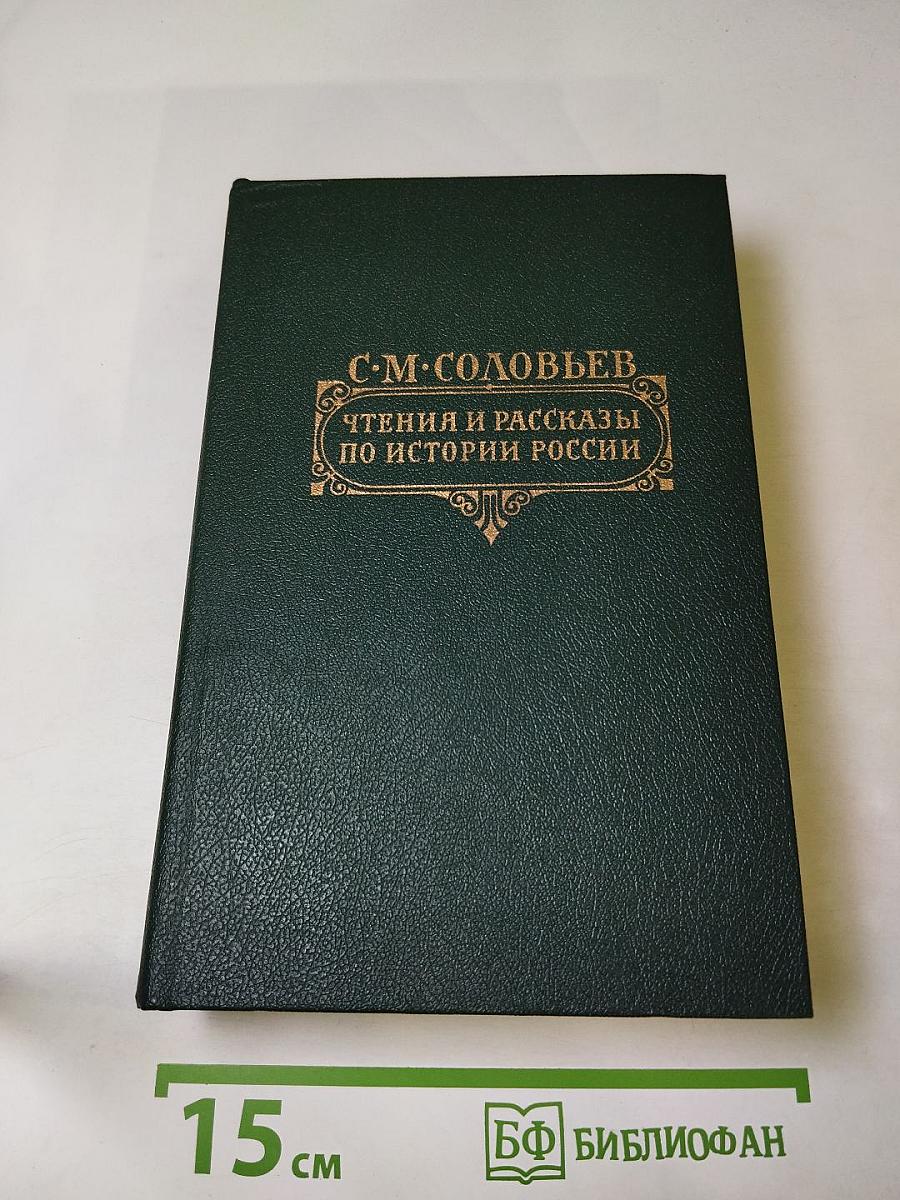 С·М·СОЛОВЬЕВ
ЧТЕНИЯ И РАССКАЗЫ
ПО ИСТОРИИ РОССИИ
15 СМ
БФ БИБЛИОФАН